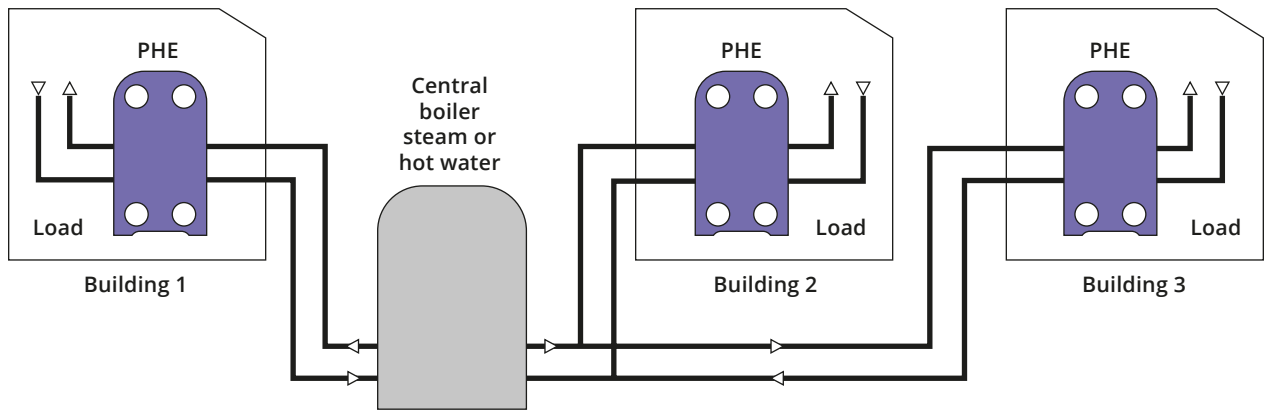 PHE
Load
Building 1
Central
boiler
steam or
hot water
PHE
Load
Building 2
PHE
Load
Building 3